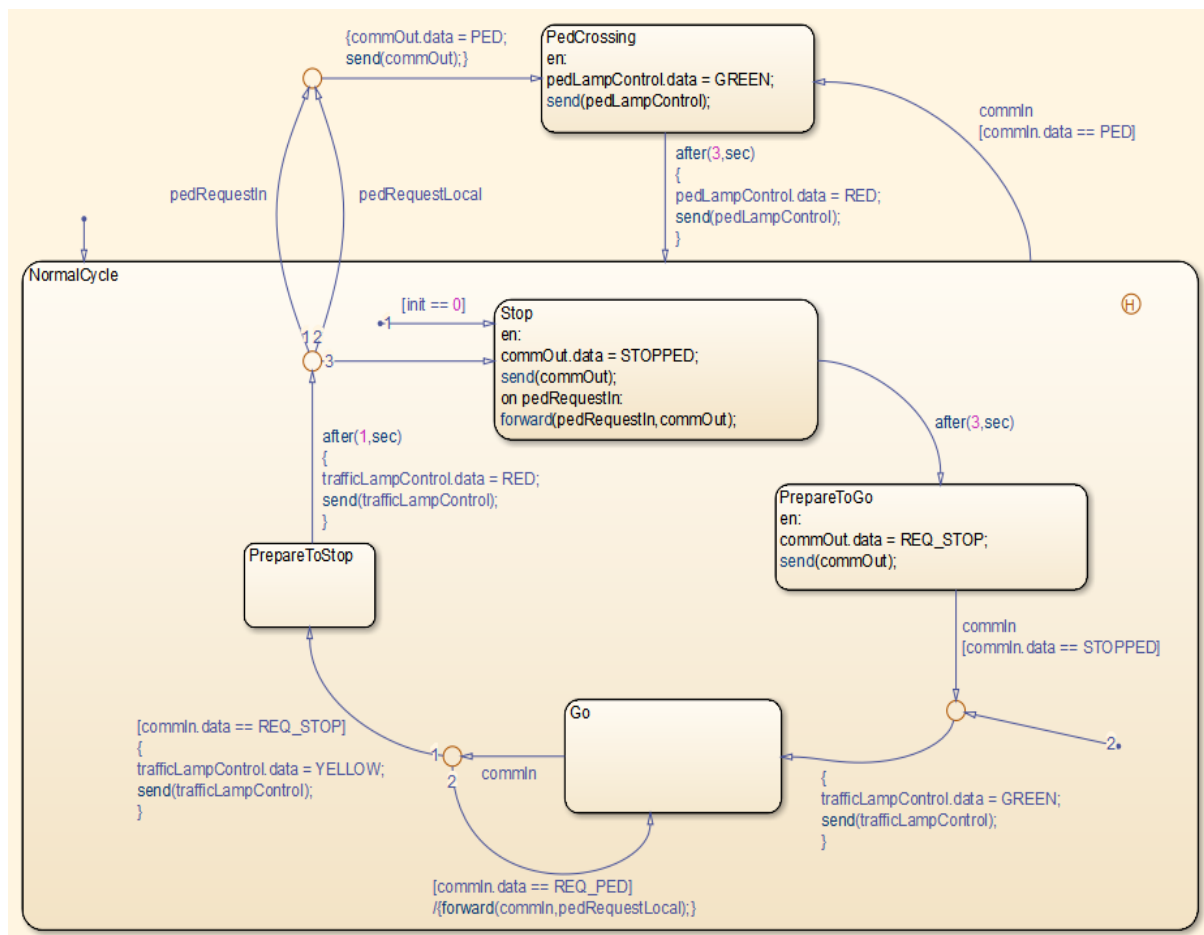 {commOut.data = PED;
send(commOut);}
PedCrossing
en:
pedLampControl.data = GREEN;
send(pedLampControl);
commIn
[commIn.data == PED]
after(3,sec)
{
pedLampControl.data = RED;
send(pedLampControl);
}
pedRequestIn
pedRequestLocal
NormalCycle
H
1
2
3
[init == 0]
1
Stop
en:
commOut.data = STOPPED;
send(commOut);
on pedRequestIn:
forward(pedRequestIn,commOut);
after(3,sec)
after(1,sec)
{
trafficLampControl.data = RED;
send(trafficLampControl);
}
PrepareToGo
en:
commOut.data = REQ_STOP;
send(commOut);
PrepareToStop
commIn
[commIn.data == STOPPED]
2
Go
[commIn.data == REQ_STOP]
{
trafficLampControl.data = YELLOW;
send(trafficLampControl);
}
1
2
commIn
{
trafficLampControl.data = GREEN;
send(trafficLampControl);
}
[commIn.data == REQ_PED]
/{forward(commIn,pedRequestLocal);}